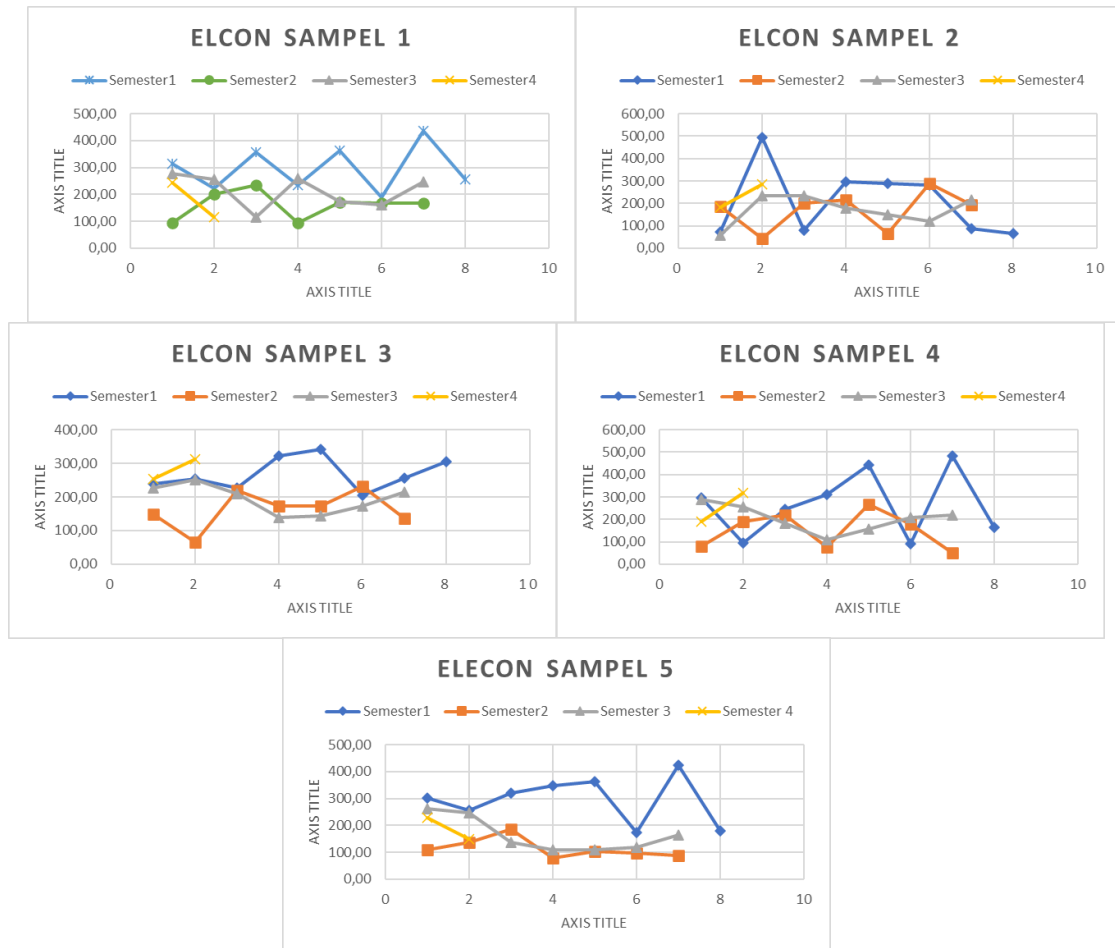 ELCON SAMPEL 1
Semester1 Semester2 Semester3 Semester4
500,00
400,00
300,00
200,00
100,00
0,00
AXIS TITLE
0 2 4 6 8 10
AXIS TITLE
ELCON SAMPEL 2
Semester1 Semester2 Semester3 Semester4
600,00
500,00
400,00
300,00
200,00
100,00
0,00
AXIS TITLE
0 2 4 6 8 10
AXIS TITLE
ELCON SAMPEL 3
Semester1 Semester2 Semester3 Semester4
400,00
300,00
200,00
100,00
0,00
AXIS TITLE
0 2 4 6 8 10
AXIS TITLE
ELCON SAMPEL 4
Semester1 Semester2 Semester3 Semester4
600,00
500,00
400,00
300,00
200,00
100,00
0,00
AXIS TITLE
0 2 4 6 8 10
AXIS TITLE
ELECON SAMPEL 5
Semester1 Semester2 Semester 3 Semester 4
500,00
400,00
300,00
200,00
100,00
0,00
AXIS TITLE
0 2 4 6 8 10
AXIS TITLE